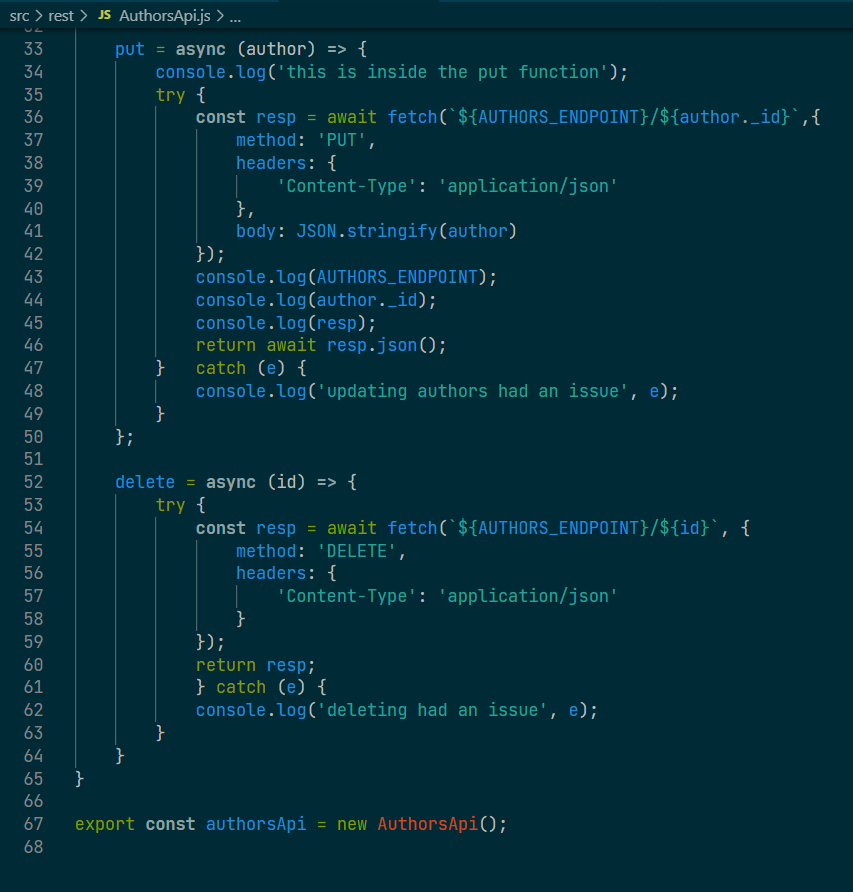 src > rest > JS AuthorsApi.js > ...
32
33 put = async (author) => {
34 console.log('this is inside the put function');
35 try {
36 const resp = await fetch(`${AUTHORS_ENDPOINT}/${author._id}`,{
37 method: 'PUT',
38 headers: {
39 'Content-Type': 'application/json'
40 },
41 body: JSON.stringify(author)
42 });
43 console.log(AUTHORS_ENDPOINT);
44 console.log(author._id);
45 console.log(resp);
46 return await resp.json();
47 } catch (e) {
48 console.log('updating authors had an issue', e);
49 }
50 };
51
52 delete = async (id) => {
53 try {
54 const resp = await fetch(`${AUTHORS_ENDPOINT}/${id}`, {
55 method: 'DELETE',
56 headers: {
57 'Content-Type': 'application/json'
58 }
59 });
60 return resp;
61 } catch (e) {
62 console.log('deleting had an issue', e);
63 }
64 }
65 }
66
67 export const authorsApi = new AuthorsApi();
68